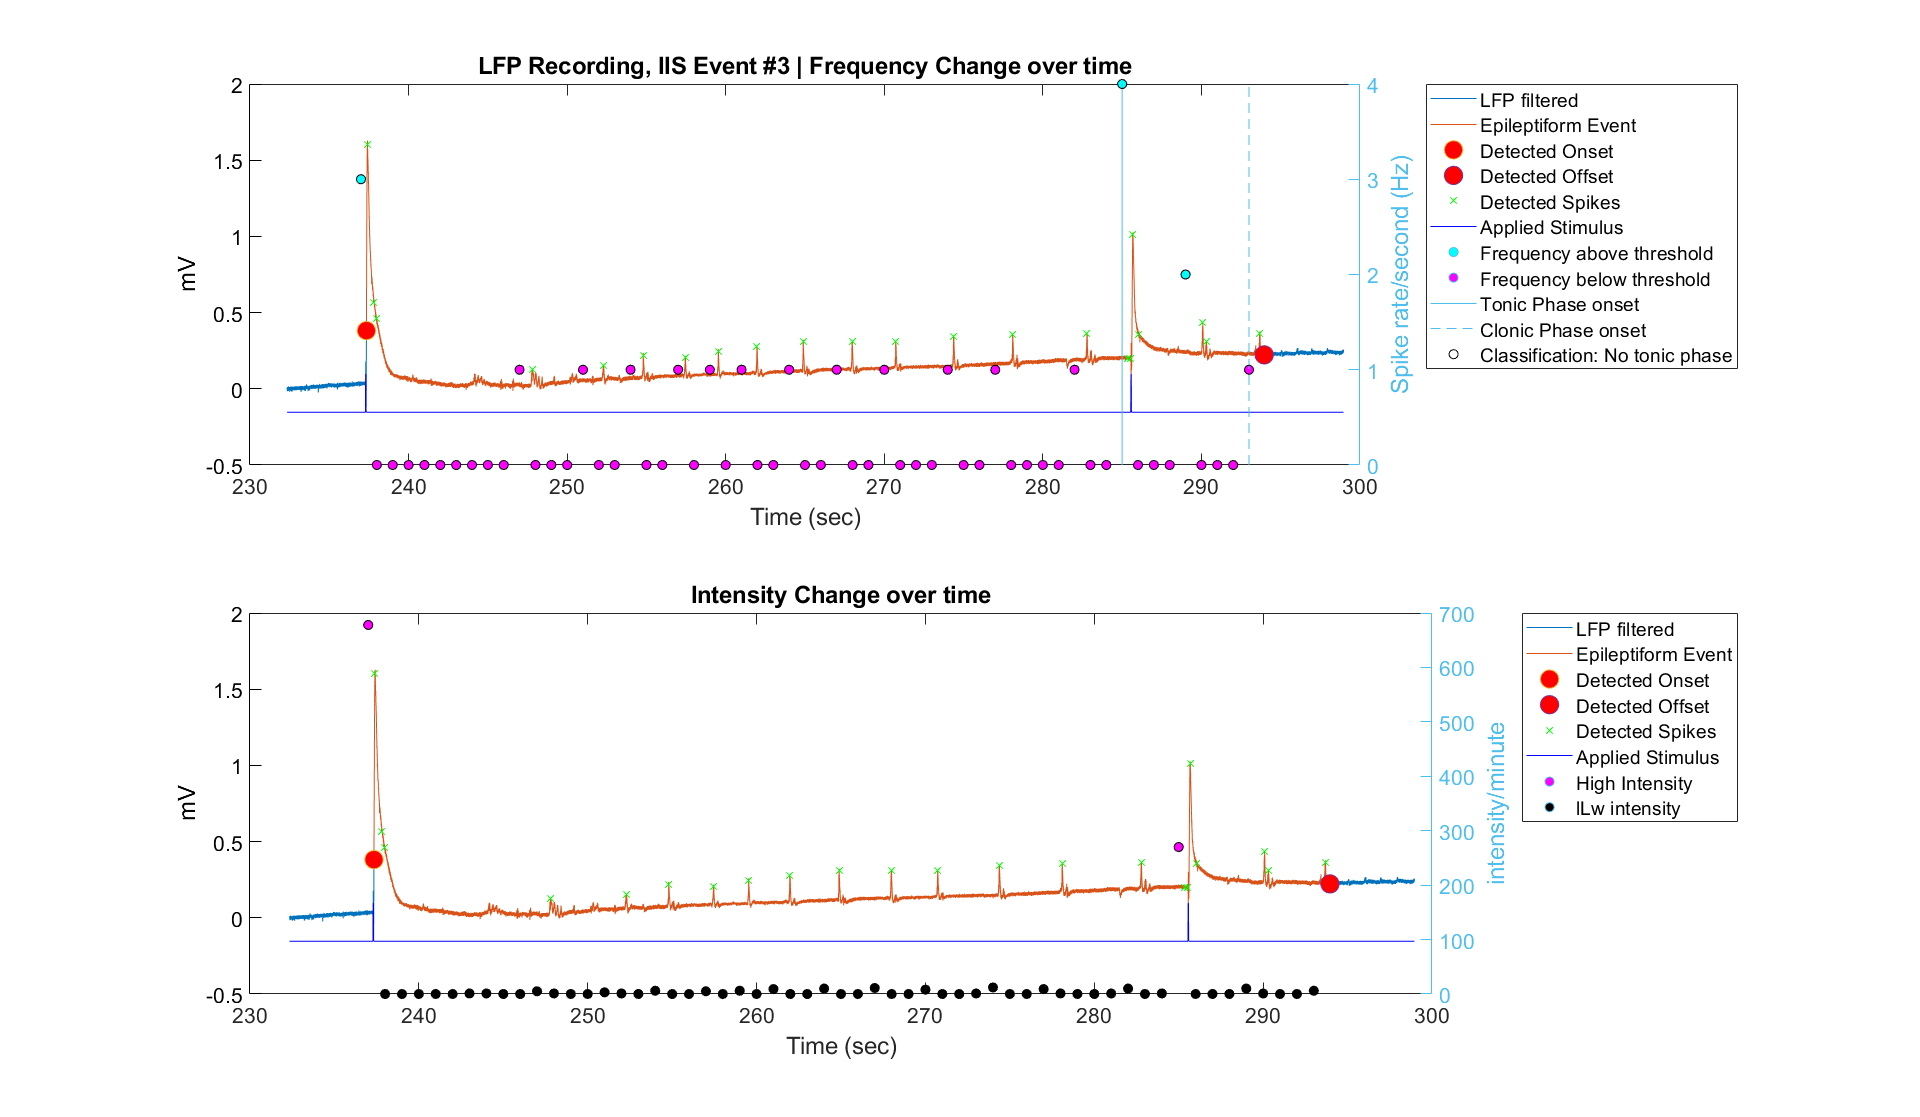 LFP Recording, IIS Event #3 | Frequency Change over time
2
1.5
1
0.5
0
-0.5
mV
230
240
250
260
270
280
290
300
Time (sec)
4
3
2
1
0
Spike rate/second (Hz)
LFP filtered
Epileptiform Event
Detected Onset
Detected Offset
Detected Spikes
Applied Stimulus
Frequency above threshold
Frequency below threshold
Tonic Phase onset
Clonic Phase onset
Classification: No tonic phase
Intensity Change over time
2
1.5
1
0.5
0
-0.5
mV
230
240
250
260
270
280
290
300
Time (sec)
700
600
500
400
300
200
100
0
intensity/minute
LFP filtered
Epileptiform Event
Detected Onset
Detected Offset
Detected Spikes
Applied Stimulus
High Intensity
lLw intensity